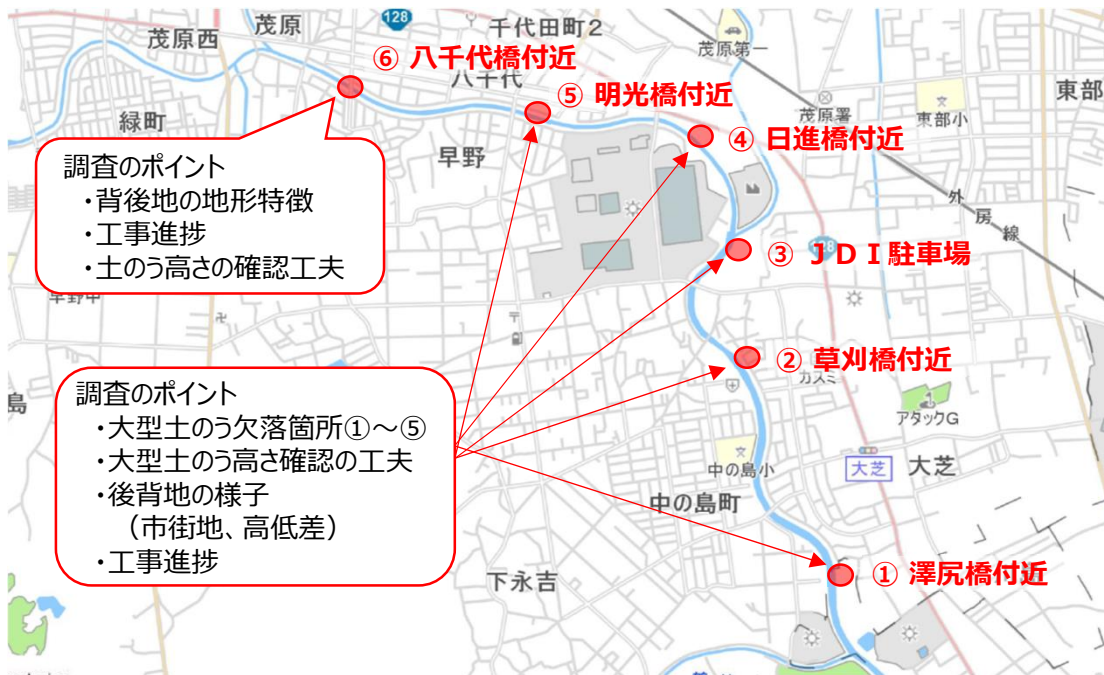 128
茂原西
茂原
千代田町2
茂原第一
⑥ 八千代橋付近
八千代
⑤ 明光橋付近
東部
茂原署
東部小
緑町
早野
④ 日進橋付近
調査のポイント
・背後地の地形特徴
・工事進捗
・土のう高さの確認工夫
外房線
③ JDI駐車場
早野中
② 草刈橋付近
カスミ
島
アタックG
調査のポイント
・大型土のう欠落箇所①～⑤
・大型土のう高さ確認の工夫
・後背地の様子
（市街地、高低差）
・工事進捗
中の島小
大芝
大芝
中の島町
下永吉
① 澤尻橋付近